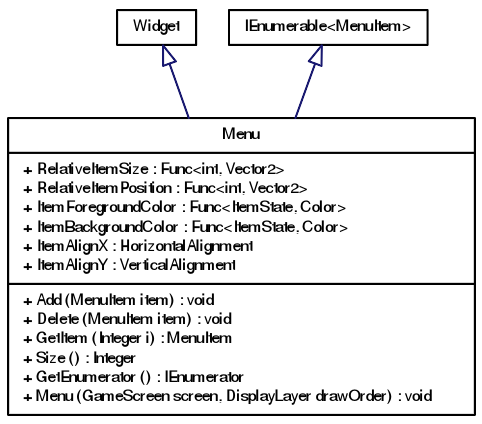 Widget
IEnumerable<MenuItem>
Menu
+ RelativeItemSize : Func<int, Vector2>
+ RelativeItemPosition : Func<int, Vector2>
+ ItemForegroundColor : Func<ItemState, Color>
+ ItemBackgroundColor : Func<ItemState, Color>
+ ItemAlignX : HorizontalAlignment
+ ItemAlignY : VerticalAlignment
+ Add (MenuItem item) : void
+ Delete (MenuItem item) : void
+ GetItem (Integer i) : MenuItem
+ Size () : Integer
+ GetEnumerator () : IEnumerator
+ Menu (GameScreen screen, DisplayLayer drawOrder) : void